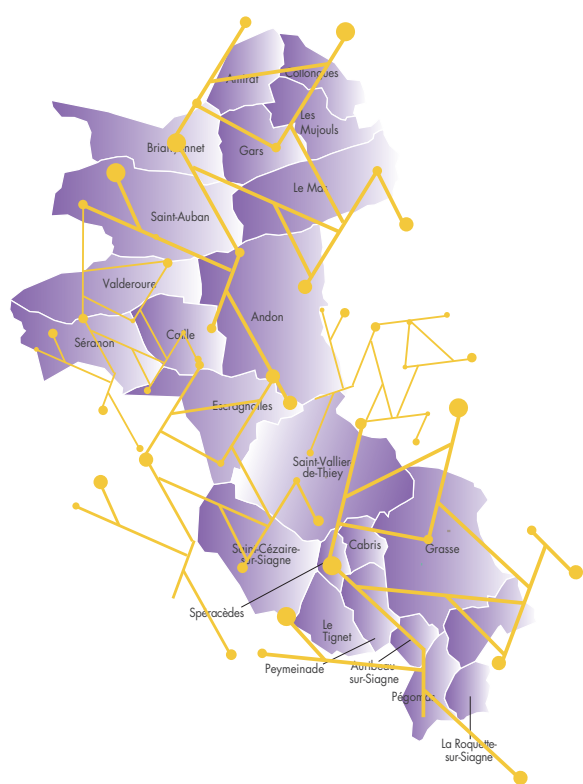 Amirat
Collongues
Les
Mujouls
Gars
Briançonnet
Le Mas
Saint-Auban
Valderoure
Andon
Séranon
Caille
Escragnolles
Saint-Vallier
de-Thiey
Saint-Cézaire-
sur-Siagne
Cabris
Grasse
Spéracèdes
Le
Tignet
Peymeinade
Auribeau
sur-Siagne
Pégomas
La Roquette-
sur-Siagne